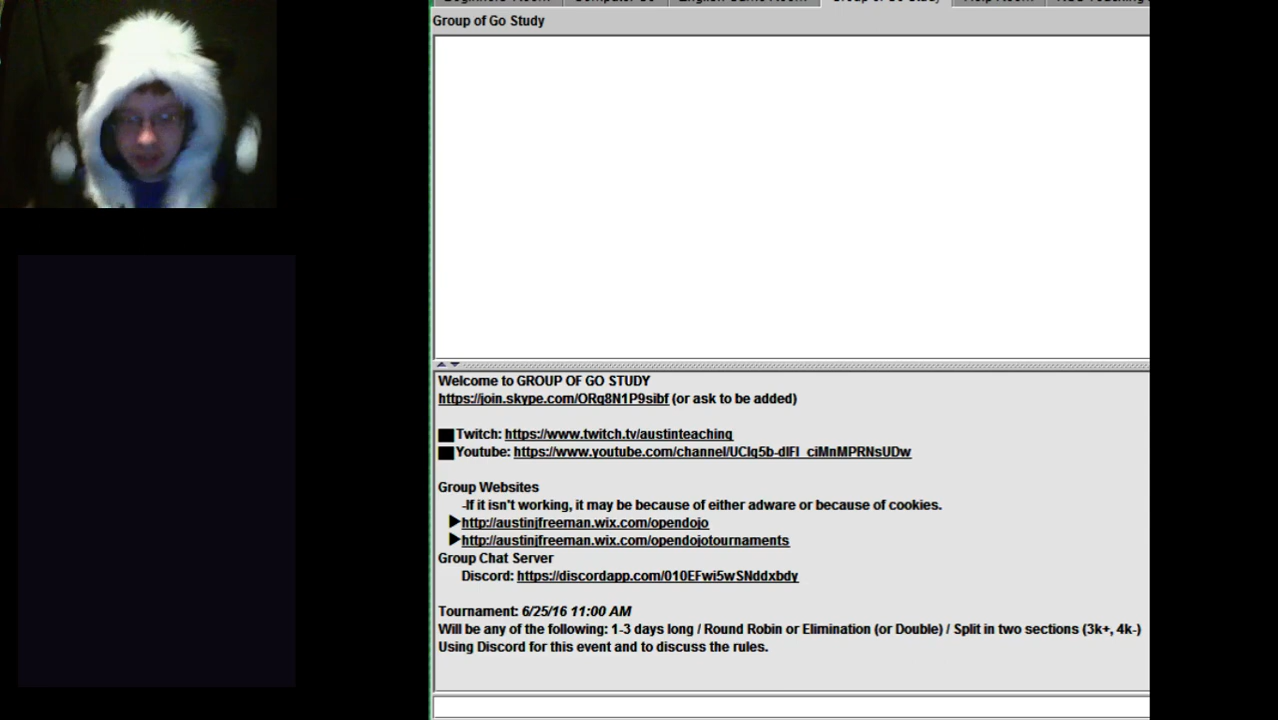 Group of Go Study
Welcome to GROUP OF GO STUDY
https://join.skype.com/ORq8N1P9sibf (or ask to be added)
Twitch: https://www.twitch.tv/austinteaching
Youtube: https://www.youtube.com/channel/UCIq5b-dlFl_ciMnMPRNsUDw
Group Websites
-If it isn't working, it may be because of either adware or because of cookies.
http://austinjfreeman.wix.com/opendojo
http://austinjfreeman.wix.com/opendojotournaments
Group Chat Server
Discord: https://discordapp.com/010EFwi5wSNddxbdy
Tournament: 6/25/16 11:00 AM
Will be any of the following: 1-3 days long / Round Robin or Elimination (or Double) / Split in two sections (3k+, 4k-)
Using Discord for this event and to discuss the rules.